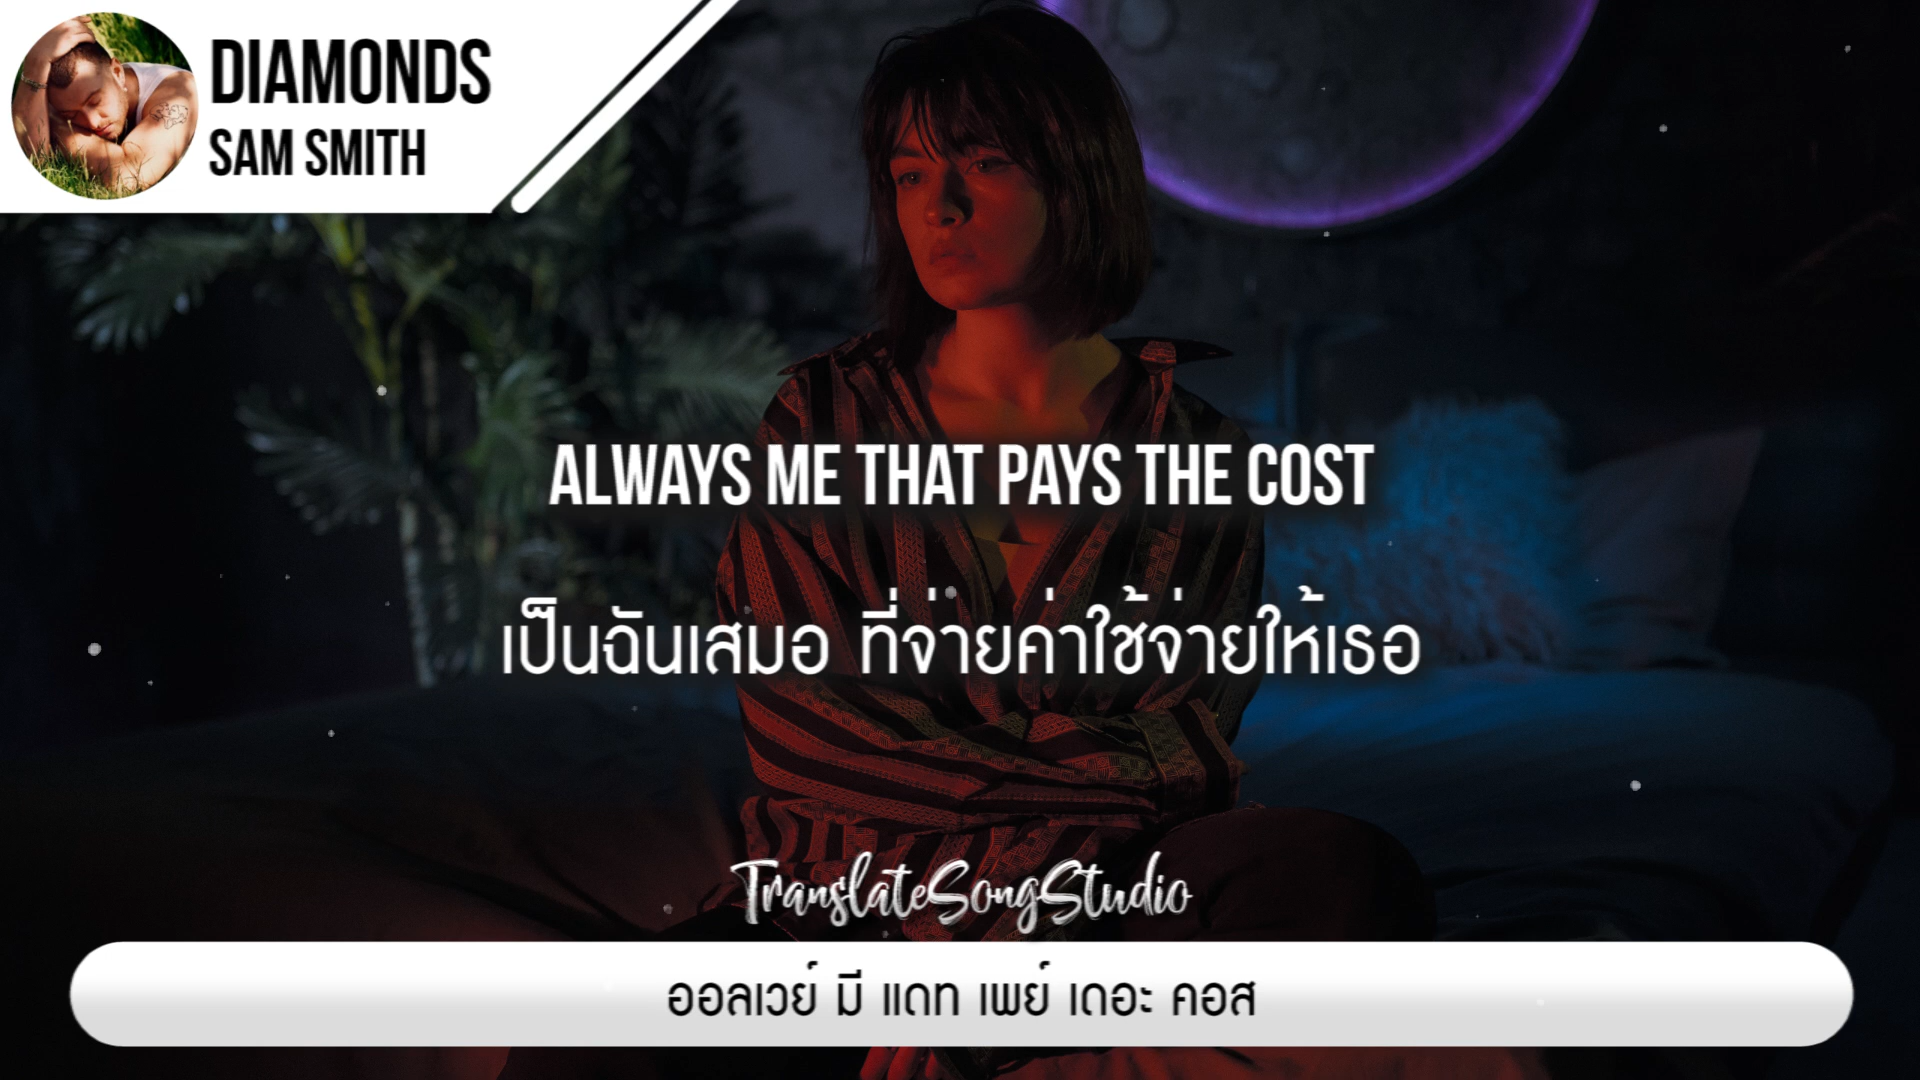 DIAMONDS
SAM SMITH
ALWAYS ME THAT PAYS THE COST
เป็นฉันเสมอ ที่จ่ายค่าใช้จ่ายให้เธอ
TranslateSongStudio
ออลเวย์ มี แดท เพย์ เดอะ คอส